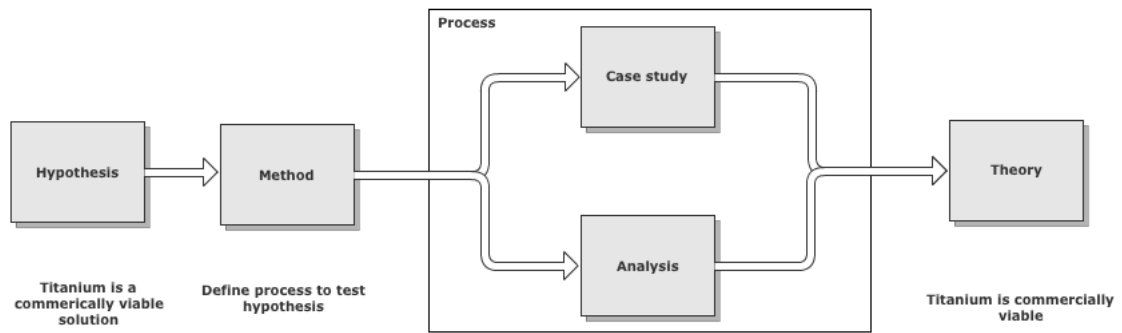 Process
Case study
Hypothesis
Method
Theory
Analysis
Titanium is a
commerically viable
solution
Define process to test
hypothesis
Titanium is commercially
viable